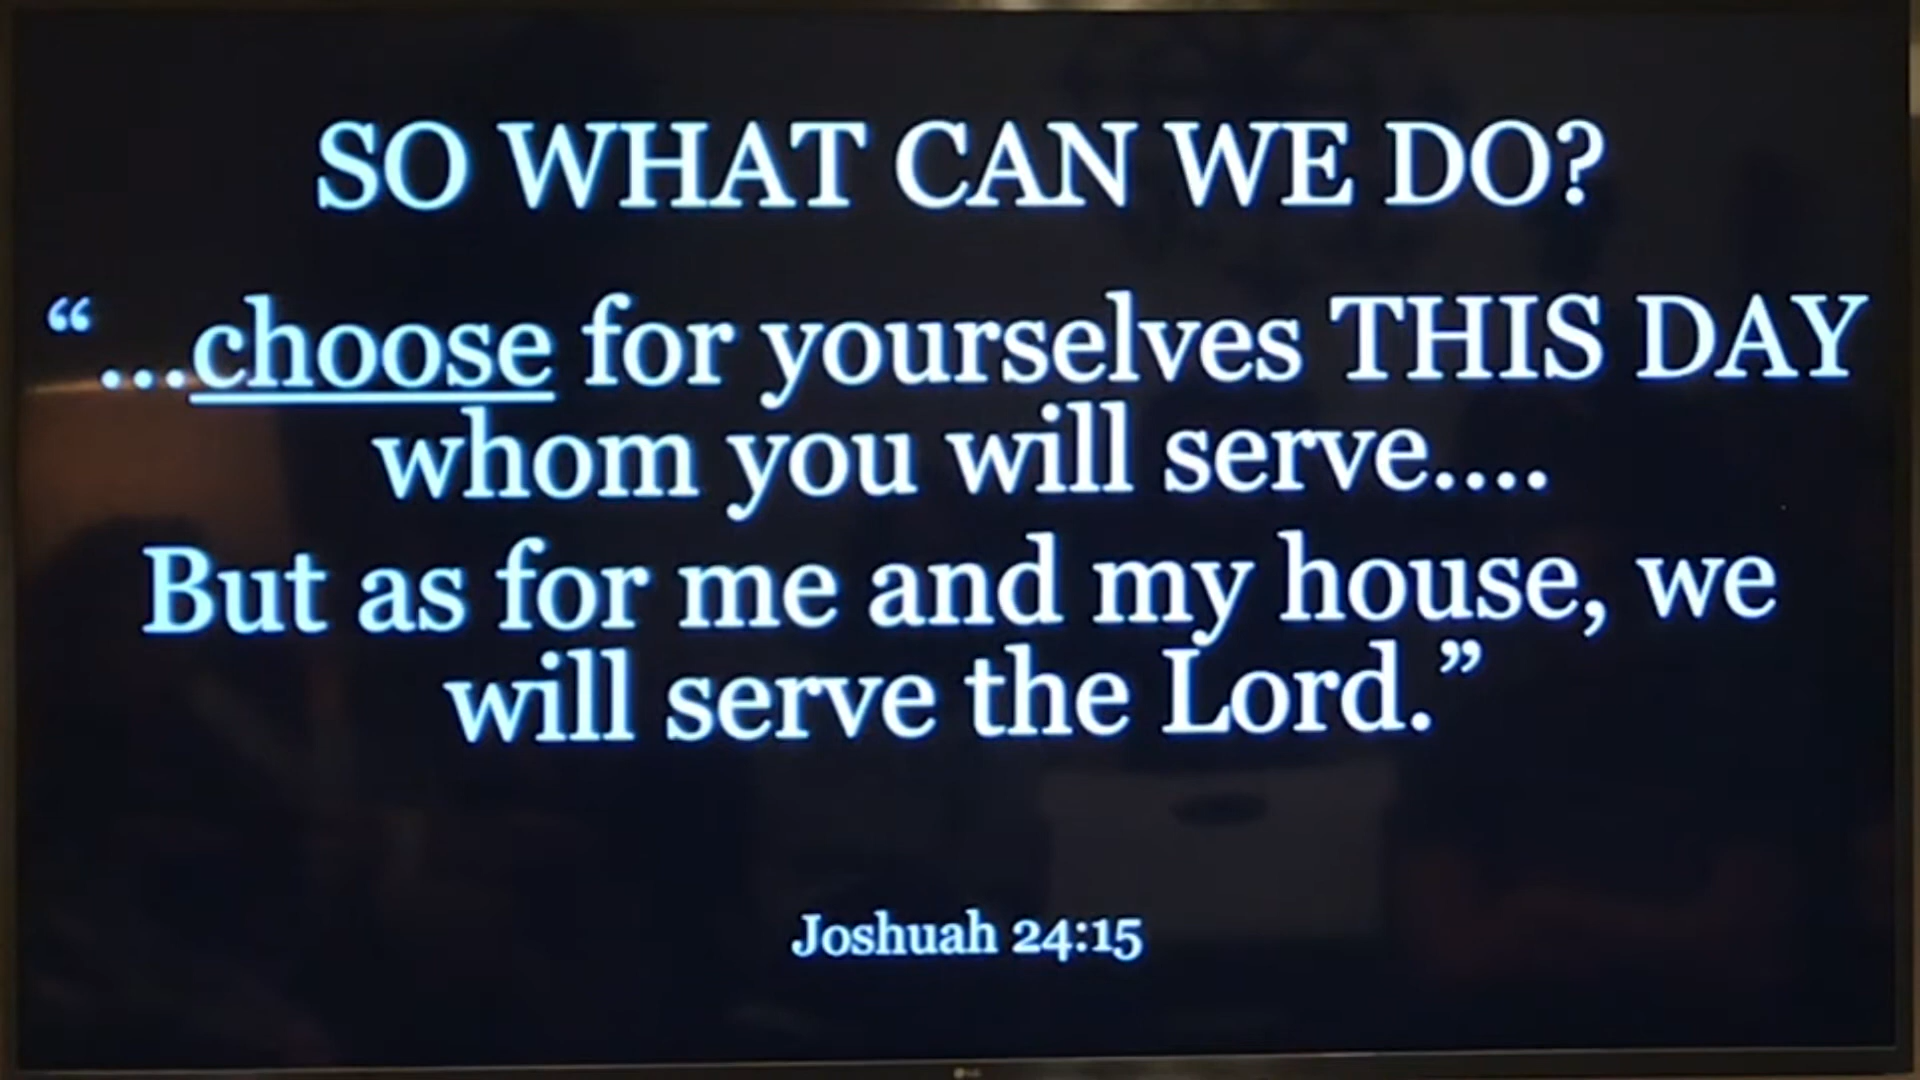 SO WHAT CAN WE DO?
“...choose for yourselves THIS DAY
whom you will serve....
But as for me and my house, we
will serve the Lord.”
Joshuah 24:15
LG